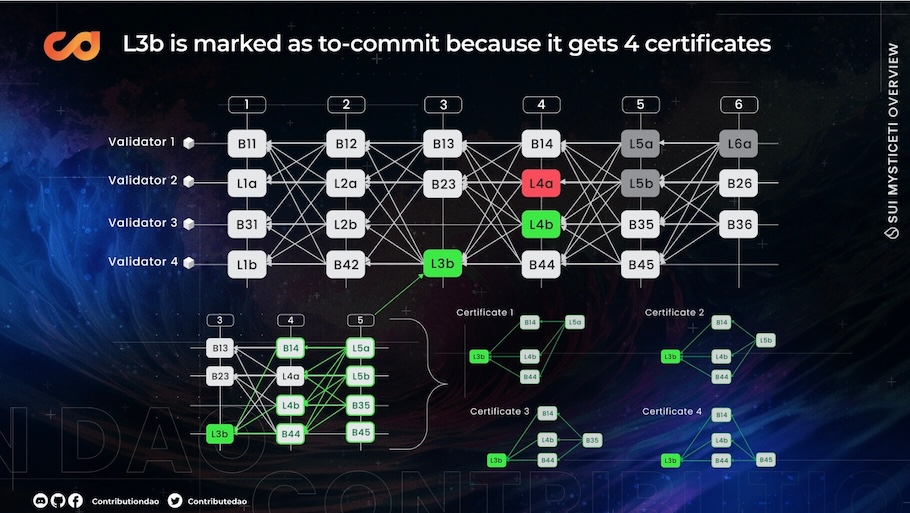 L3b is marked as to-commit because it gets 4 certificates
SUI MYSTICETI OVERVIEW
1 2 3 4 5 6
Validator 1 B11 B12 B13 B14 L5a L6a
Validator 2 L1a L2a B23 L4a L5b B26
Validator 3 B31 L2b L4b B35 B36
Validator 4 L1b B42 L3b B44 B45
3 4 5
B13 B14 L5a
B23 L4a L5b
L4b B35
L3b B44 B45
Certificate 1
B14 L5a
L3b L4b
B44
Certificate 2
B14
L5b
L3b L4b
B44
Certificate 3
B14
L4b B35
L3b B44
Certificate 4
B14
L4b
L3b B44 B45
N DAO CONTRIBUTIO
Contributiondao Contributedao